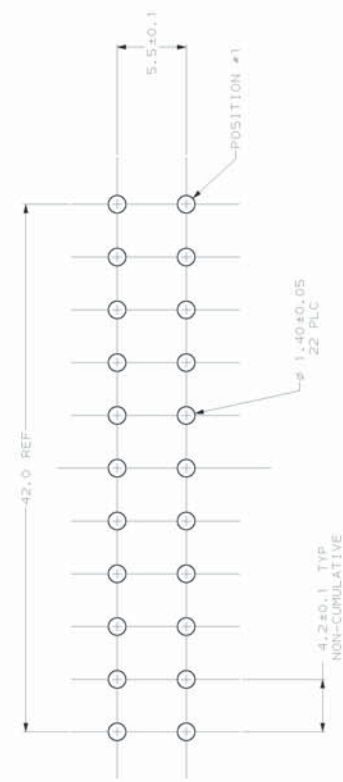 5.5±0.1
POSITION #1
42.0 REF
ø 1.40±0.05
22 PLC
4.2±0.1 TYP
NON-CUMULATIVE